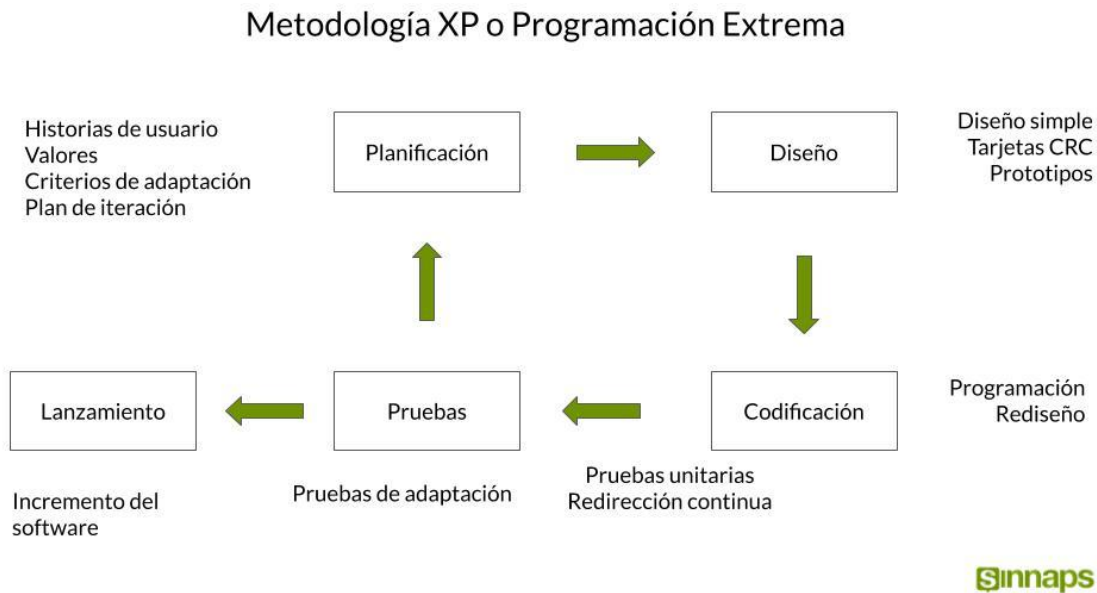 Metodología XP o Programación Extrema
Historias de usuario
Valores
Criterios de adaptación
Plan de iteración
Planificación
Diseño
Diseño simple
Tarjetas CRC
Prototipos
Lanzamiento
Pruebas
Codificación
Programación
Rediseño
Incremento del
software
Pruebas de adaptación
Pruebas unitarias
Redirección continua
sinnaps